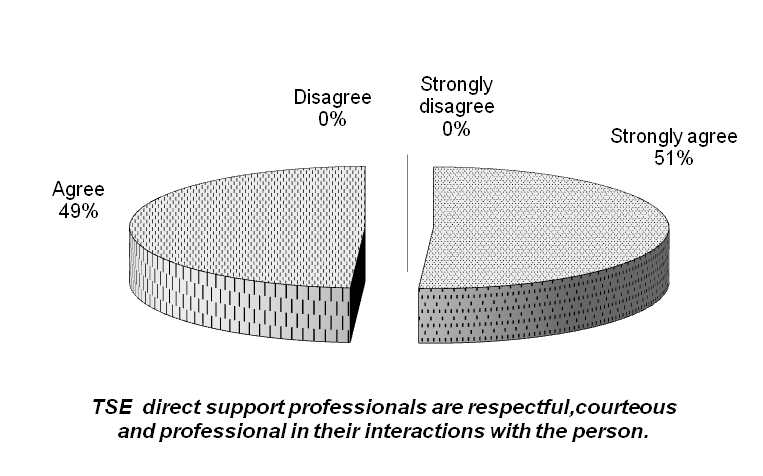 Disagree
0%
Strongly
disagree
0%
Strongly agree
51%
Agree
49%
TSE  direct support professionals are respectful,courteous
and professional in their interactions with the person.